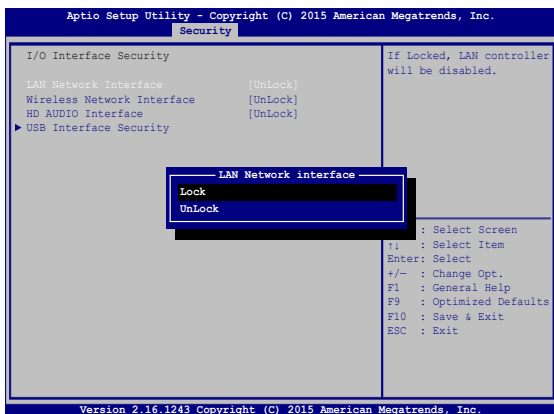 Aptio Setup Utility - Copyright (C) 2015 American Megatrends, Inc.
Security
I/O Interface Security
LAN Network Interface [UnLock]
Wireless Network Interface [UnLock]
HD AUDIO Interface [UnLock]
► USB Interface Security
If Locked, LAN controller
will be disabled.
LAN Network interface
Lock
UnLock
: Select Screen
↑↓ : Select Item
Enter: Select
+/— : Change Opt.
F1 : General Help
F9 : Optimized Defaults
F10 : Save & Exit
ESC : Exit
Version 2.16.1243 Copyright (C) 2015 American Megatrends, Inc.